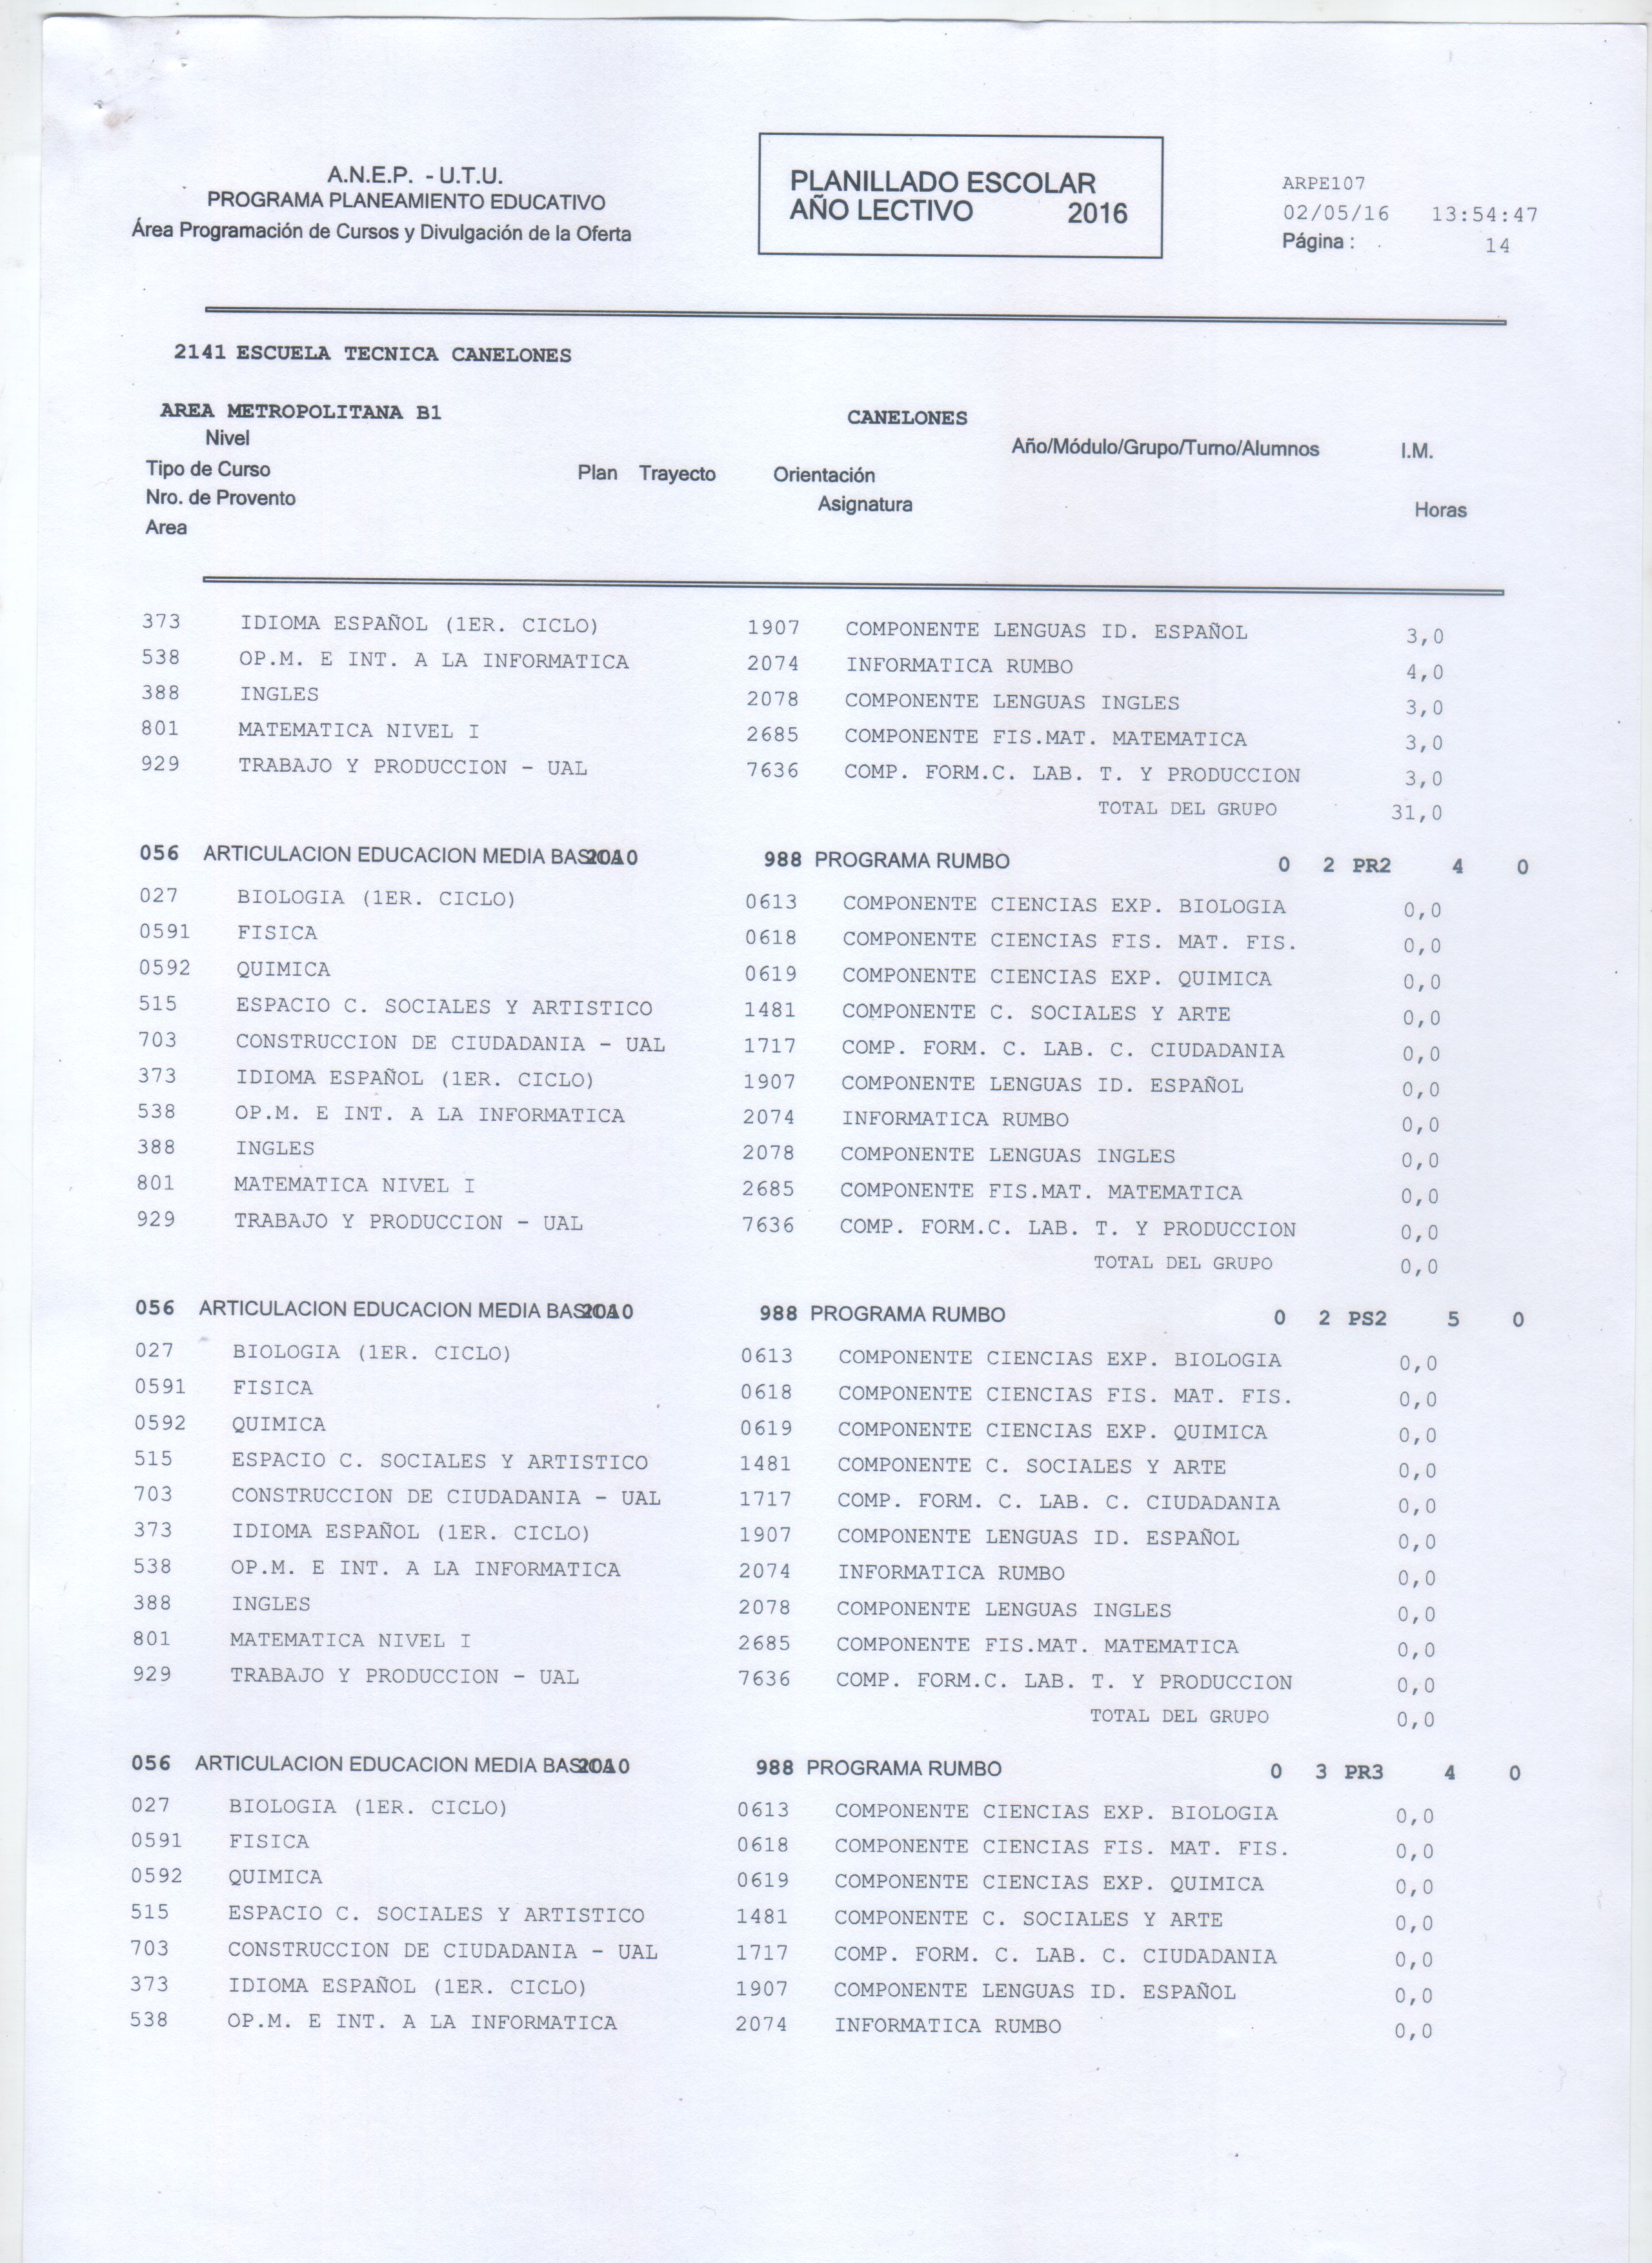 A.N.E.P. - U.T.U.
PROGRAMA PLANEAMIENTO EDUCATIVO
Área Programación de Cursos y Divulgación de la Oferta
PLANILLADO ESCOLAR
AÑO LECTIVO 2016
ARPE107
02/05/16 13:54:47
Página : 14
2141 ESCUELA TECNICA CANELONES
AREA METROPOLITANA B1 CANELONES
Nivel Año/Módulo/Grupo/Turno/Alumnos I.M.
Tipo de Curso Plan Trayecto Orientación
Nro. de Provento Asignatura Horas
Area
373 IDIOMA ESPAÑOL (1ER. CICLO) 1907 COMPONENTE LENGUAS ID. ESPAÑOL 3,0
538 OP.M. E INT. A LA INFORMATICA 2074 INFORMATICA RUMBO 4,0
388 INGLES 2078 COMPONENTE LENGUAS INGLES 3,0
801 MATEMATICA NIVEL I 2685 COMPONENTE FIS.MAT. MATEMATICA 3,0
929 TRABAJO Y PRODUCCION - UAL 7636 COMP. FORM.C. LAB. T. Y PRODUCCION 3,0
TOTAL DEL GRUPO 31,0
056 ARTICULACION EDUCACION MEDIA BASICA 2010 988 PROGRAMA RUMBO 0 2 PR2 4 0
027 BIOLOGIA (1ER. CICLO) 0613 COMPONENTE CIENCIAS EXP. BIOLOGIA 0,0
0591 FISICA 0618 COMPONENTE CIENCIAS FIS. MAT. FIS. 0,0
0592 QUIMICA 0619 COMPONENTE CIENCIAS EXP. QUIMICA 0,0
515 ESPACIO C. SOCIALES Y ARTISTICO 1481 COMPONENTE C. SOCIALES Y ARTE 0,0
703 CONSTRUCCION DE CIUDADANIA - UAL 1717 COMP. FORM. C. LAB. C. CIUDADANIA 0,0
373 IDIOMA ESPAÑOL (1ER. CICLO) 1907 COMPONENTE LENGUAS ID. ESPAÑOL 0,0
538 OP.M. E INT. A LA INFORMATICA 2074 INFORMATICA RUMBO 0,0
388 INGLES 2078 COMPONENTE LENGUAS INGLES 0,0
801 MATEMATICA NIVEL I 2685 COMPONENTE FIS.MAT. MATEMATICA 0,0
929 TRABAJO Y PRODUCCION - UAL 7636 COMP. FORM.C. LAB. T. Y PRODUCCION 0,0
TOTAL DEL GRUPO 0,0
056 ARTICULACION EDUCACION MEDIA BASICA 2010 988 PROGRAMA RUMBO 0 2 PS2 5 0
027 BIOLOGIA (1ER. CICLO) 0613 COMPONENTE CIENCIAS EXP. BIOLOGIA 0,0
0591 FISICA 0618 COMPONENTE CIENCIAS FIS. MAT. FIS. 0,0
0592 QUIMICA 0619 COMPONENTE CIENCIAS EXP. QUIMICA 0,0
515 ESPACIO C. SOCIALES Y ARTISTICO 1481 COMPONENTE C. SOCIALES Y ARTE 0,0
703 CONSTRUCCION DE CIUDADANIA - UAL 1717 COMP. FORM. C. LAB. C. CIUDADANIA 0,0
373 IDIOMA ESPAÑOL (1ER. CICLO) 1907 COMPONENTE LENGUAS ID. ESPAÑOL 0,0
538 OP.M. E INT. A LA INFORMATICA 2074 INFORMATICA RUMBO 0,0
388 INGLES 2078 COMPONENTE LENGUAS INGLES 0,0
801 MATEMATICA NIVEL I 2685 COMPONENTE FIS.MAT. MATEMATICA 0,0
929 TRABAJO Y PRODUCCION - UAL 7636 COMP. FORM.C. LAB. T. Y PRODUCCION 0,0
TOTAL DEL GRUPO 0,0
056 ARTICULACION EDUCACION MEDIA BASICA 2010 988 PROGRAMA RUMBO 0 3 PR3 4 0
027 BIOLOGIA (1ER. CICLO) 0613 COMPONENTE CIENCIAS EXP. BIOLOGIA 0,0
0591 FISICA 0618 COMPONENTE CIENCIAS FIS. MAT. FIS. 0,0
0592 QUIMICA 0619 COMPONENTE CIENCIAS EXP. QUIMICA 0,0
515 ESPACIO C. SOCIALES Y ARTISTICO 1481 COMPONENTE C. SOCIALES Y ARTE 0,0
703 CONSTRUCCION DE CIUDADANIA - UAL 1717 COMP. FORM. C. LAB. C. CIUDADANIA 0,0
373 IDIOMA ESPAÑOL (1ER. CICLO) 1907 COMPONENTE LENGUAS ID. ESPAÑOL 0,0
538 OP.M. E INT. A LA INFORMATICA 2074 INFORMATICA RUMBO 0,0